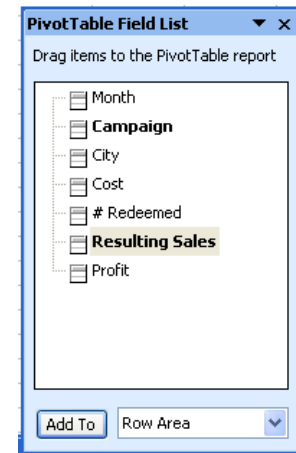 PivotTable Field List
Drag items to the PivotTable report
Month
Campaign
City
Cost
# Redeemed
Resulting Sales
Profit
Add To Row Area